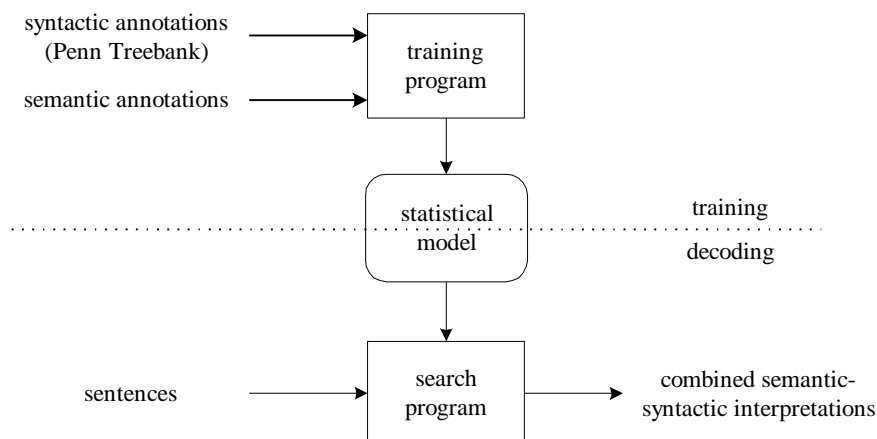 syntactic annotations
(Penn Treebank)
training
program
semantic annotations
statistical
model
training
decoding
sentences
search
program
combined semantic-
syntactic interpretations